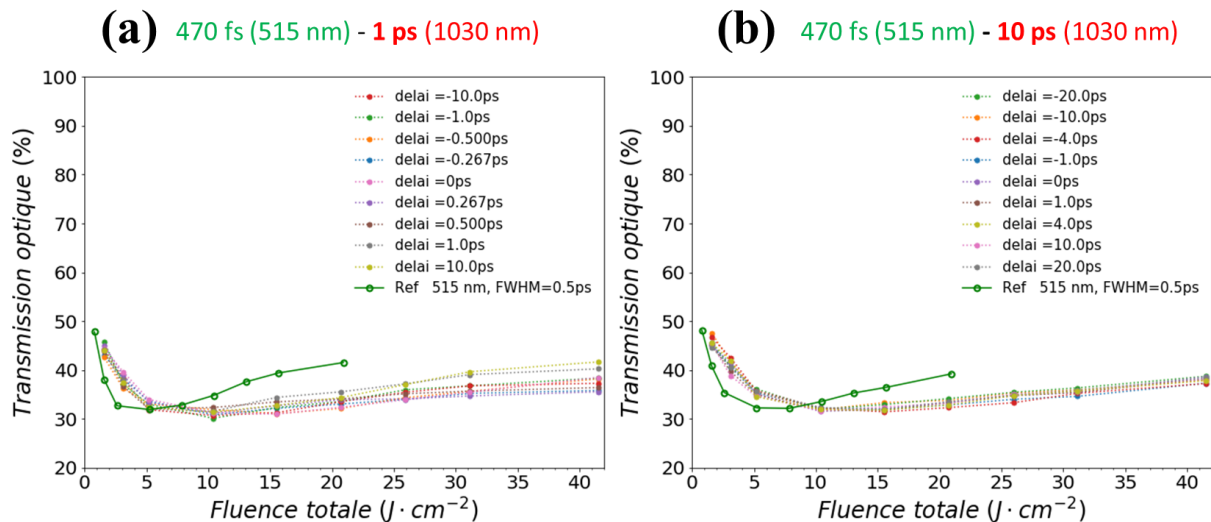 (a) 470 fs (515 nm) - 1 ps (1030 nm)
Transmission optique (%)
100
90
80
70
60
50
40
30
20
delai =-10.0ps
delai =-1.0ps
delai =-0.500ps
delai =-0.267ps
delai =0ps
delai =0.267ps
delai =0.500ps
delai =1.0ps
delai =10.0ps
Ref 515 nm, FWHM=0.5ps
0 5 10 15 20 25 30 35 40
Fluence totale (J · cm⁻²)
(b) 470 fs (515 nm) - 10 ps (1030 nm)
Transmission optique (%)
100
90
80
70
60
50
40
30
20
delai =-20.0ps
delai =-10.0ps
delai =-4.0ps
delai =-1.0ps
delai =0ps
delai =1.0ps
delai =4.0ps
delai =10.0ps
delai =20.0ps
Ref 515 nm, FWHM=0.5ps
0 5 10 15 20 25 30 35 40
Fluence totale (J · cm⁻²)